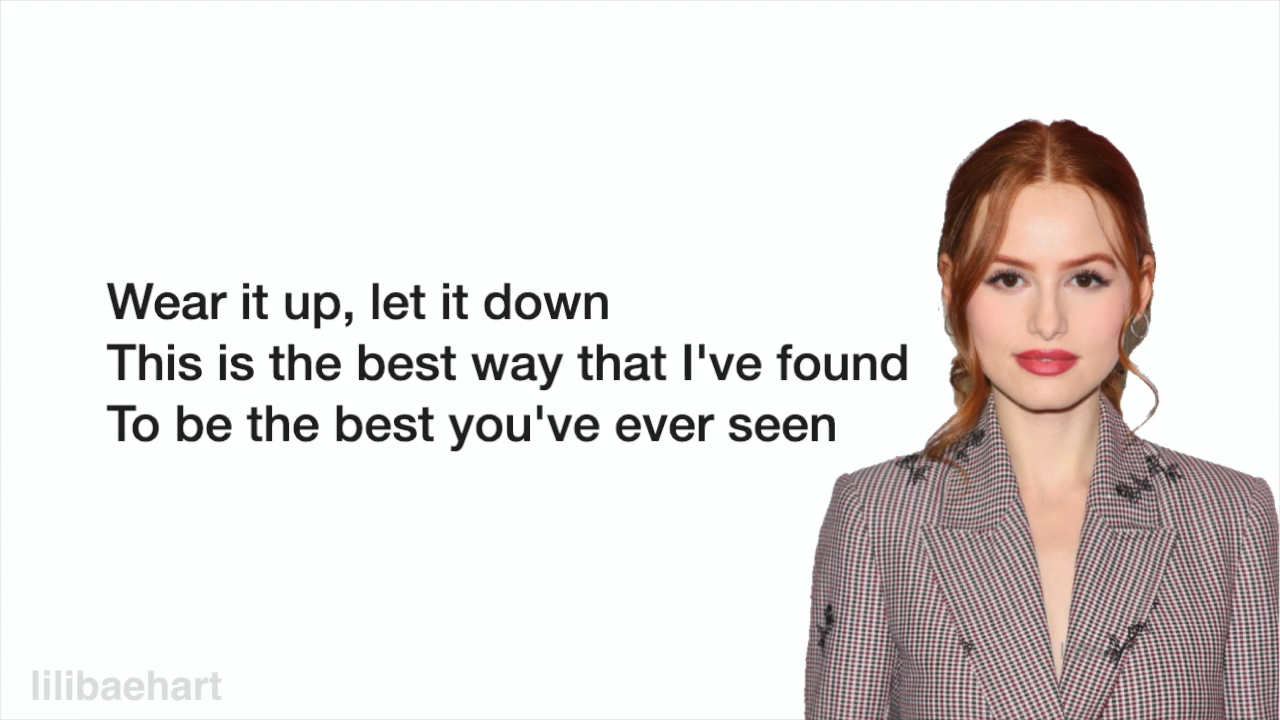 Wear it up, let it down
This is the best way that I've found
To be the best you've ever seen
lilibaehart